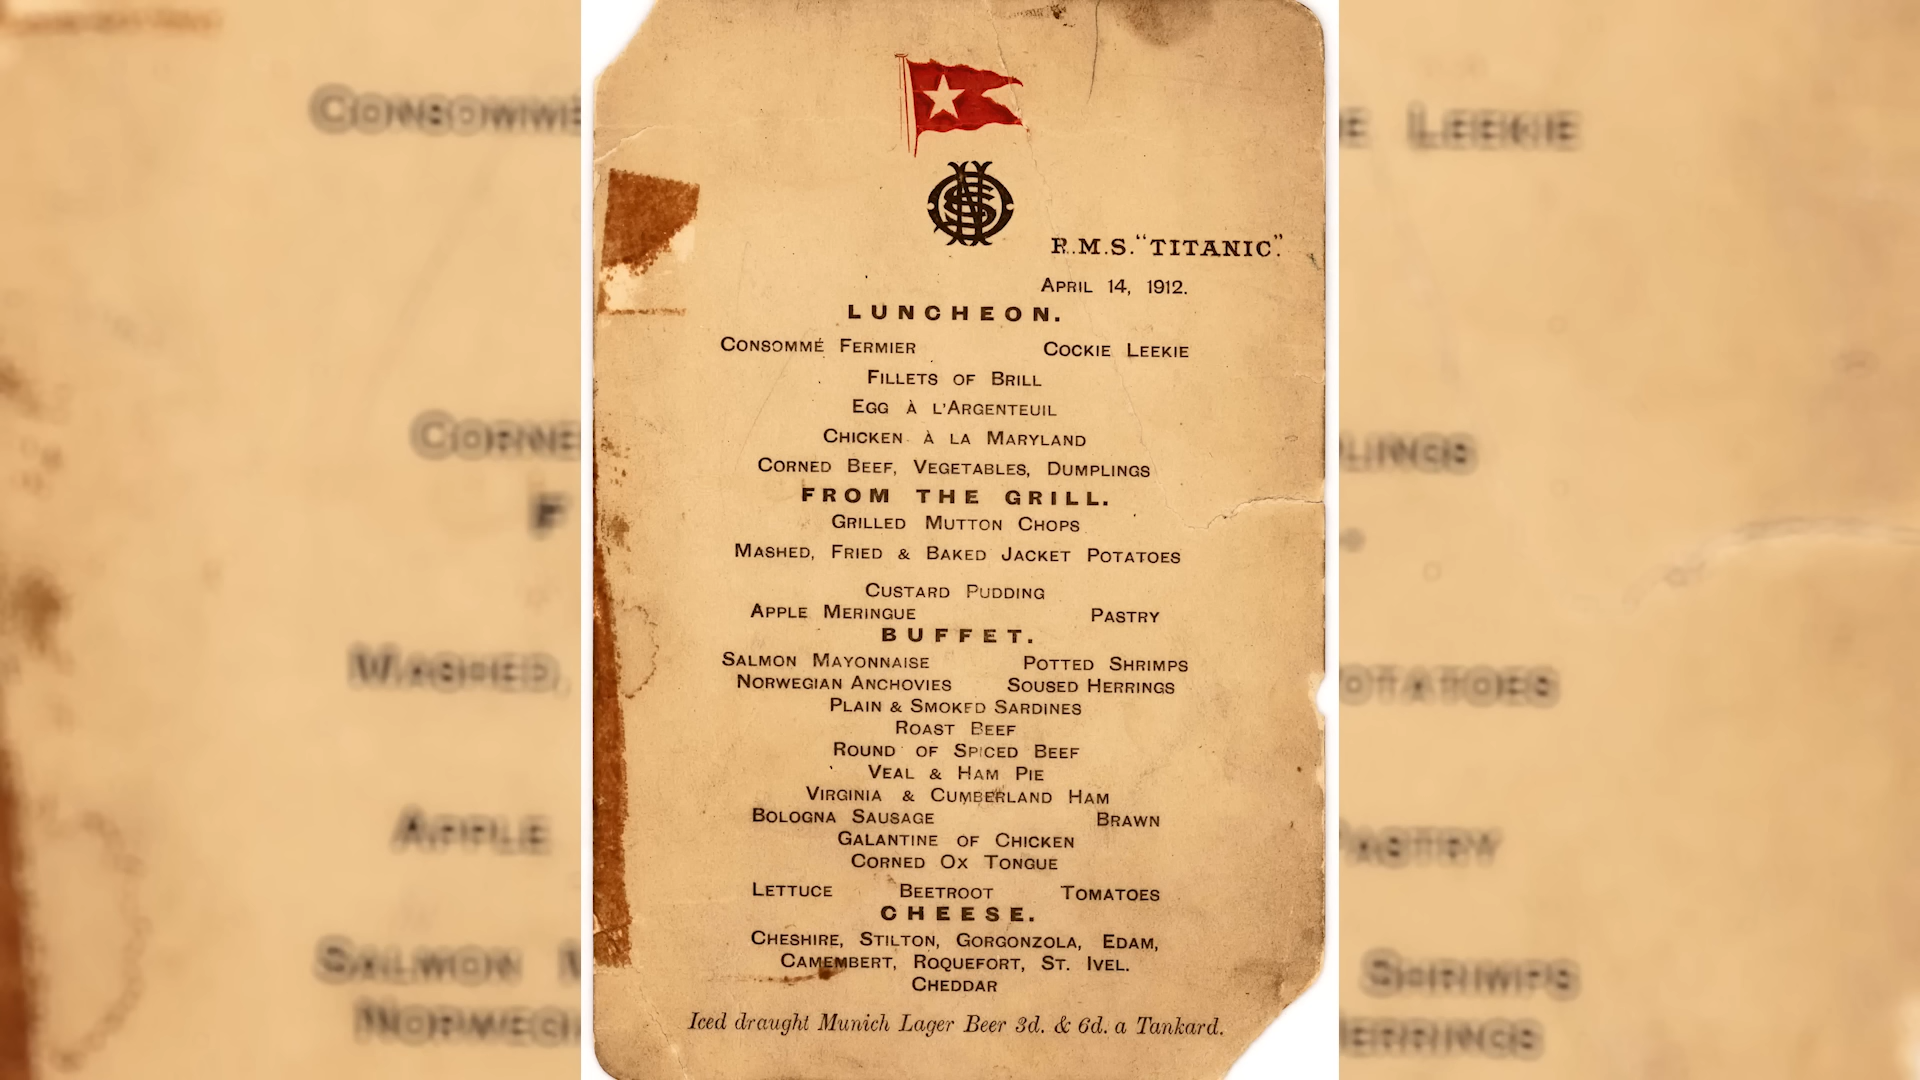 R.M.S. "TITANIC."
APRIL 14, 1912.
LUNCHEON.
CONSOMMÉ FERMIER COCKIE LEEKIE
FILLETS OF BRILL
EGG À L'ARGENTEUIL
CHICKEN À LA MARYLAND
CORNED BEEF, VEGETABLES, DUMPLINGS
FROM THE GRILL.
GRILLED MUTTON CHOPS
MASHED, FRIED & BAKED JACKET POTATOES
CUSTARD PUDDING
APPLE MERINGUE PASTRY
BUFFET.
SALMON MAYONNAISE POTTED SHRIMPS
NORWEGIAN ANCHOVIES SOUSED HERRINGS
PLAIN & SMOKED SARDINES
ROAST BEEF
ROUND OF SPICED BEEF
VEAL & HAM PIE
VIRGINIA & CUMBERLAND HAM
BOLOGNA SAUSAGE BRAWN
GALANTINE OF CHICKEN
CORNED OX TONGUE
LETTUCE BEETROOT TOMATOES
CHEESE.
CHESHIRE, STILTON, GORGONZOLA, EDAM,
CAMEMBERT, ROQUEFORT, ST. IVEL.
CHEDDAR
Iced draught Munich Lager Beer 3d. & 6d. a Tankard.